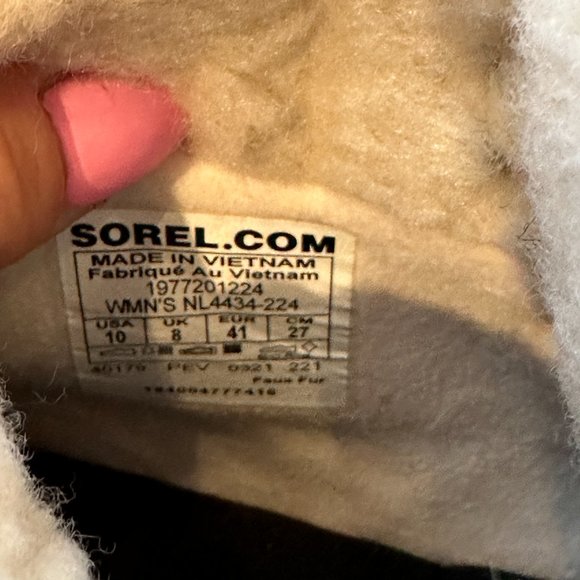 SOREL.COM
MADE IN VIETNAM
Fabriqué Au Vietnam
1977201224
WMN'S NL4434-224
USA UK EUR CM
10 8 41 27
40179 PEV 0321 221
Faux Fur